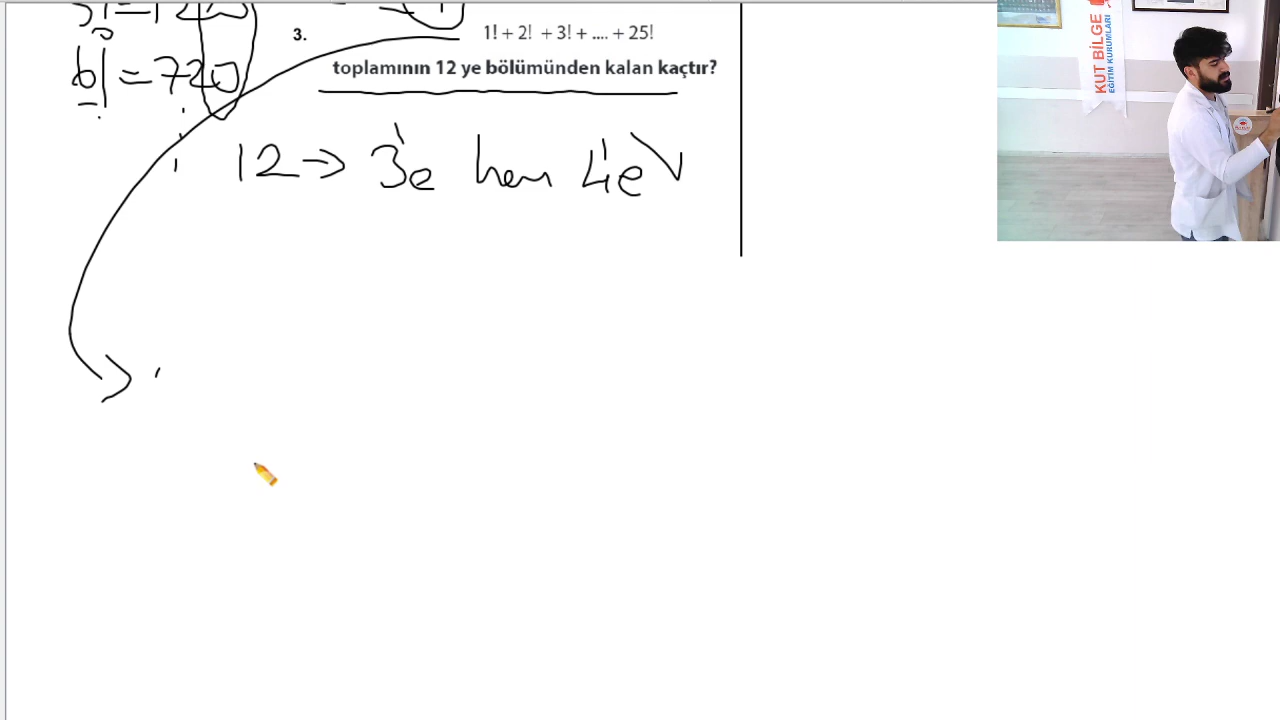 6! = 720
3.
1! + 2! + 3! + .... + 25!
toplamının 12 ye bölümünden kalan kaçtır?
12 → 3'e hem 4'e
KUT BİLGE
EĞİTİM KURUMLARI